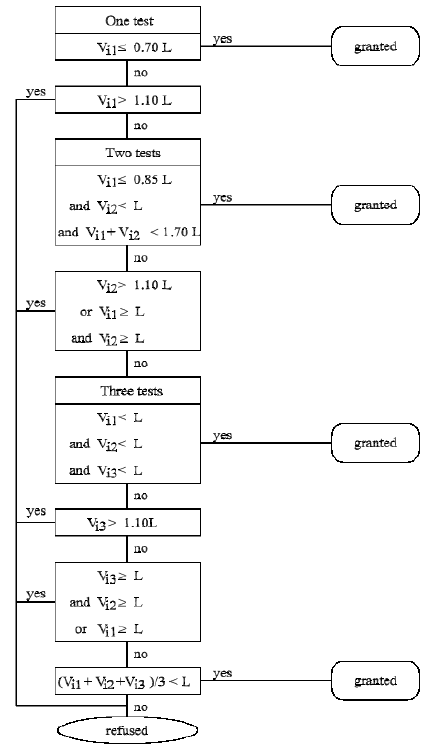 One test
Vi1≤ 0.70 L
yes
granted
no
yes
Vi1> 1.10 L
no
Two tests
Vi1≤ 0.85 L
and Vi2< L
and Vi1+Vi2 < 1.70 L
yes
granted
no
yes
Vi2> 1.10 L
or Vi1≥ L
and Vi2≥ L
no
Three tests
Vi1< L
and Vi2< L
and Vi3< L
yes
granted
no
yes
Vi3> 1.10L
no
yes
Vi3≥ L
and Vi2≥ L
or Vi1≥ L
no
(Vi1+ Vi2+Vi3 )/3 < L
yes
granted
no
refused